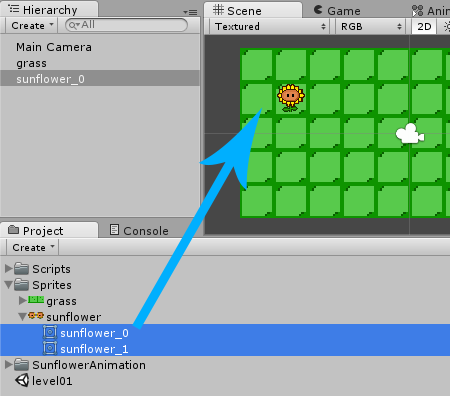 Hierarchy
Create
All
Main Camera
grass
sunflower_0
Scene
Game
Textured
RGB
2D
Project
Console
Create
Scripts
Sprites
grass
sunflower
sunflower_0
sunflower_1
SunflowerAnimation
level01